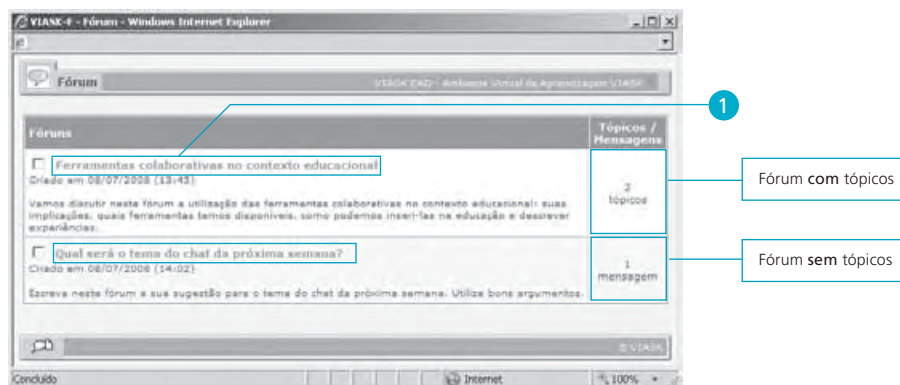 VIASK-F - Fórum - Windows Internet Explorer
Fórum
VIASK EAD - Ambiente Virtual de Aprendizagem VIASK
1
Fóruns
Tópicos /
Mensagens
Ferramentas colaborativas no contexto educacional
Criado em 08/07/2008 (13:45)
Vamos discutir neste fórum a utilização das ferramentas colaborativas no contexto educacional: suas
implicações, quais ferramentas temos disponíveis, como podemos inserí-las na educação e descrever
experiências.
2
tópicos
Fórum com tópicos
Qual será o tema do chat da próxima semana?
Criado em 08/07/2008 (14:02)
Escreva neste fórum a sua sugestão para o tema do chat da próxima semana. Utilize bons argumentos.
1
mensagem
Fórum sem tópicos
© VIASK
Concluído
Internet
100%